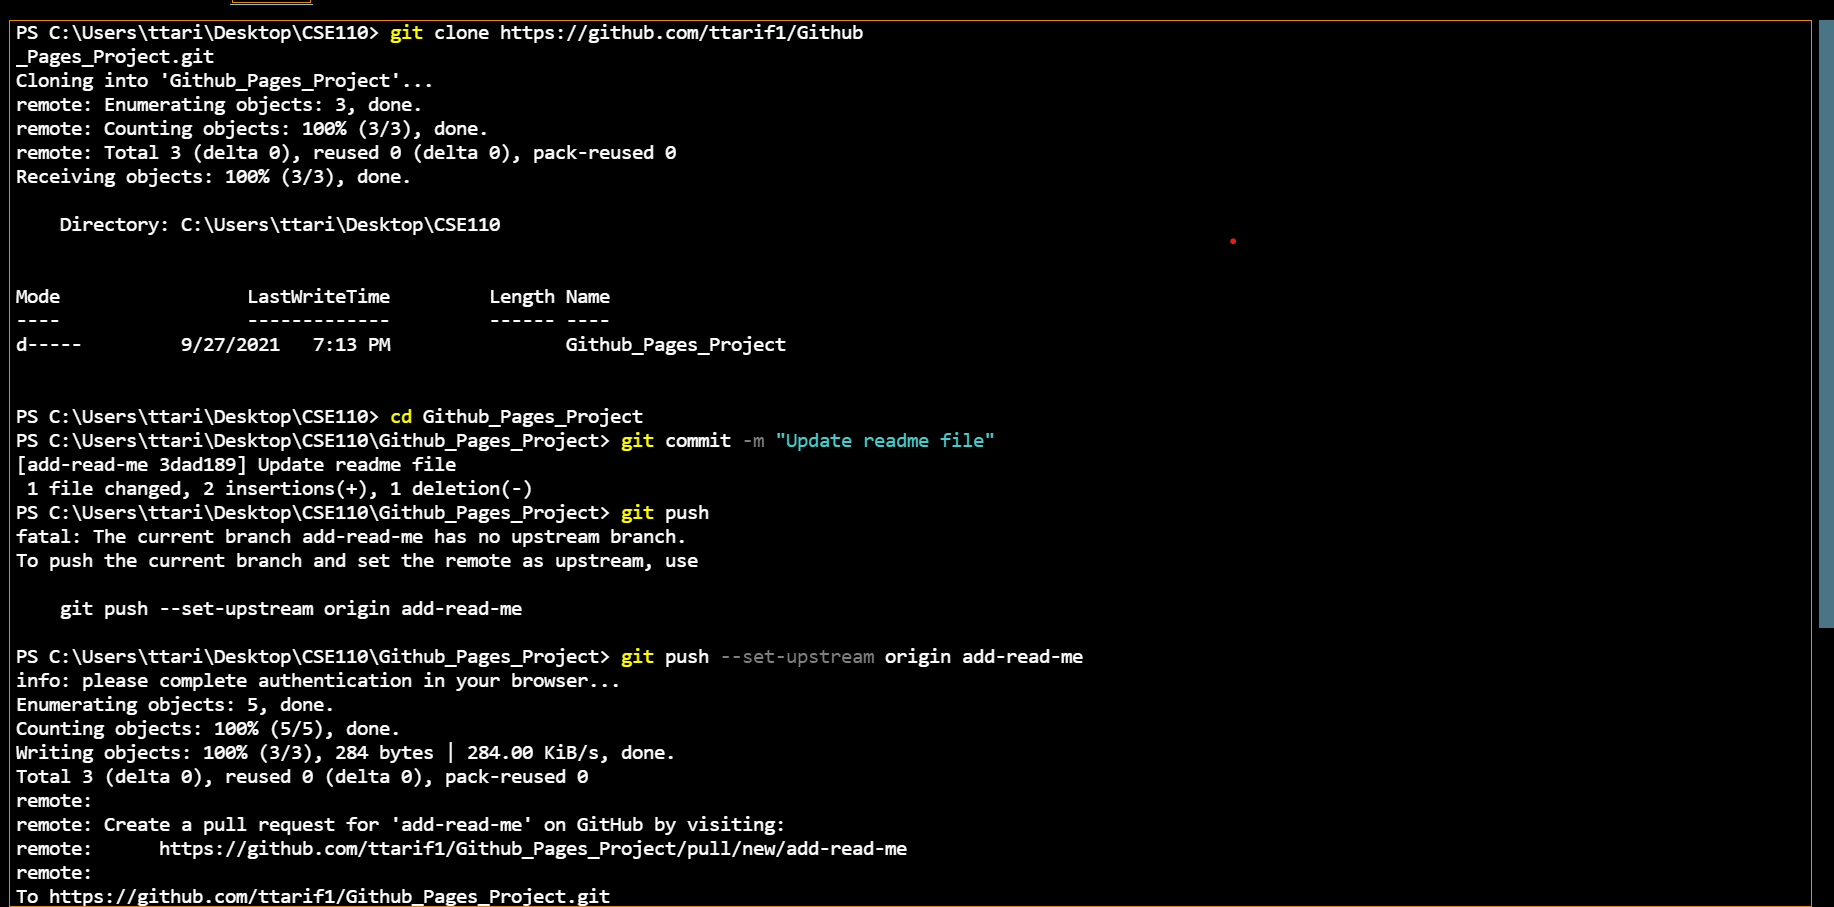 PS C:\Users\ttari\Desktop\CSE110> git clone https://github.com/ttarif1/Github
_Pages_Project.git
Cloning into 'Github_Pages_Project'...
remote: Enumerating objects: 3, done.
remote: Counting objects: 100% (3/3), done.
remote: Total 3 (delta 0), reused 0 (delta 0), pack-reused 0
Receiving objects: 100% (3/3), done.
    Directory: C:\Users\ttari\Desktop\CSE110
Mode                 LastWriteTime         Length Name
----                 -------------         ------ ----
d-----         9/27/2021   7:13 PM                Github_Pages_Project
PS C:\Users\ttari\Desktop\CSE110> cd Github_Pages_Project
PS C:\Users\ttari\Desktop\CSE110\Github_Pages_Project> git commit -m "Update readme file"
[add-read-me 3dad189] Update readme file
 1 file changed, 2 insertions(+), 1 deletion(-)
PS C:\Users\ttari\Desktop\CSE110\Github_Pages_Project> git push
fatal: The current branch add-read-me has no upstream branch.
To push the current branch and set the remote as upstream, use
    git push --set-upstream origin add-read-me
PS C:\Users\ttari\Desktop\CSE110\Github_Pages_Project> git push --set-upstream origin add-read-me
info: please complete authentication in your browser...
Enumerating objects: 5, done.
Counting objects: 100% (5/5), done.
Writing objects: 100% (3/3), 284 bytes | 284.00 KiB/s, done.
Total 3 (delta 0), reused 0 (delta 0), pack-reused 0
remote:
remote: Create a pull request for 'add-read-me' on GitHub by visiting:
remote:      https://github.com/ttarif1/Github_Pages_Project/pull/new/add-read-me
remote:
To https://github.com/ttarif1/Github_Pages_Project.git